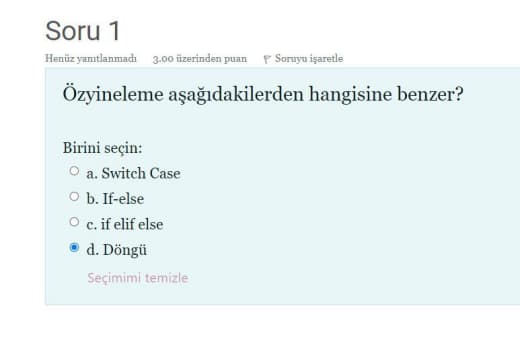 Soru 1
Henüz yanıtlanmadı 3.00 üzerinden puan Soruyu işaretle
Özyineleme aşağıdakilerden hangisine benzer?
Birini seçin:
a. Switch Case
b. If-else
c. if elif else
d. Döngü
Seçimimi temizle